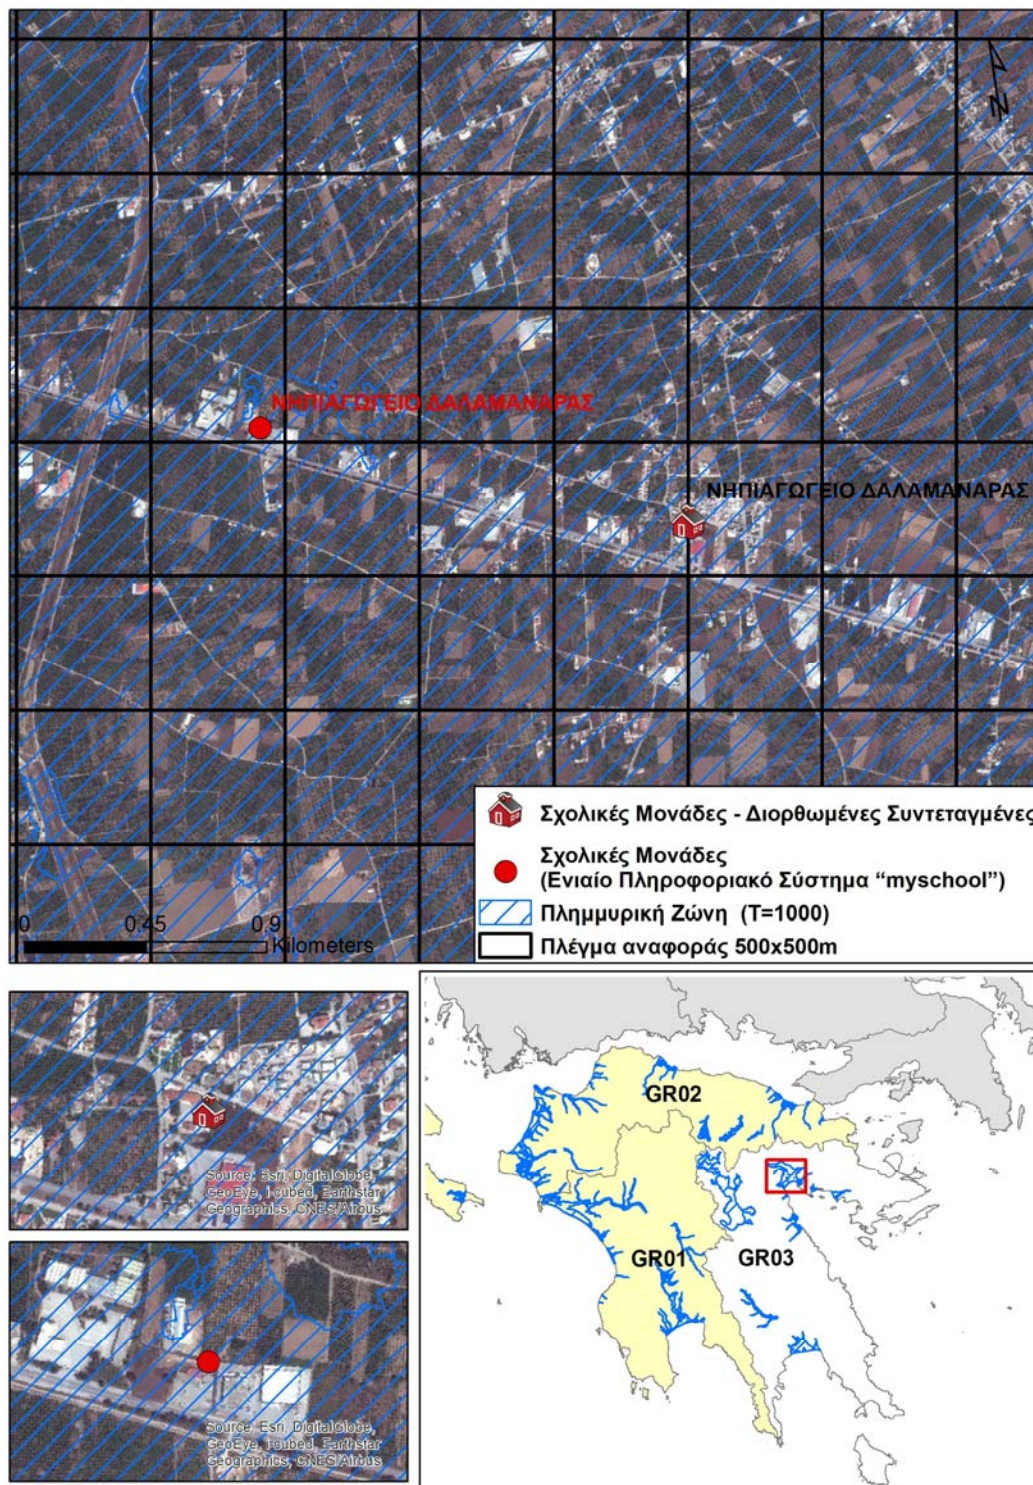 N
ΝΗΠΙΑΓΩΓΕΙΟ ΔΑΛΑΜΑΝΑΡΑΣ
ΝΗΠΙΑΓΩΓΕΙΟ ΔΑΛΑΜΑΝΑΡΑΣ
Σχολικές Μονάδες - Διορθωμένες Συντεταγμένες
Σχολικές Μονάδες
(Ενιαίο Πληροφοριακό Σύστημα “myschool”)
Πλημμυρική Ζώνη (T=1000)
Πλέγμα αναφοράς 500x500m
0 0.45 0.9
Kilometers
Source: Esri, DigitalGlobe,
GeoEye, i-cubed, Earthstar
Geographics, CNES/Airbus
Source: Esri, DigitalGlobe,
GeoEye, i-cubed, Earthstar
Geographics, CNES/Airbus
GR02
GR01
GR03